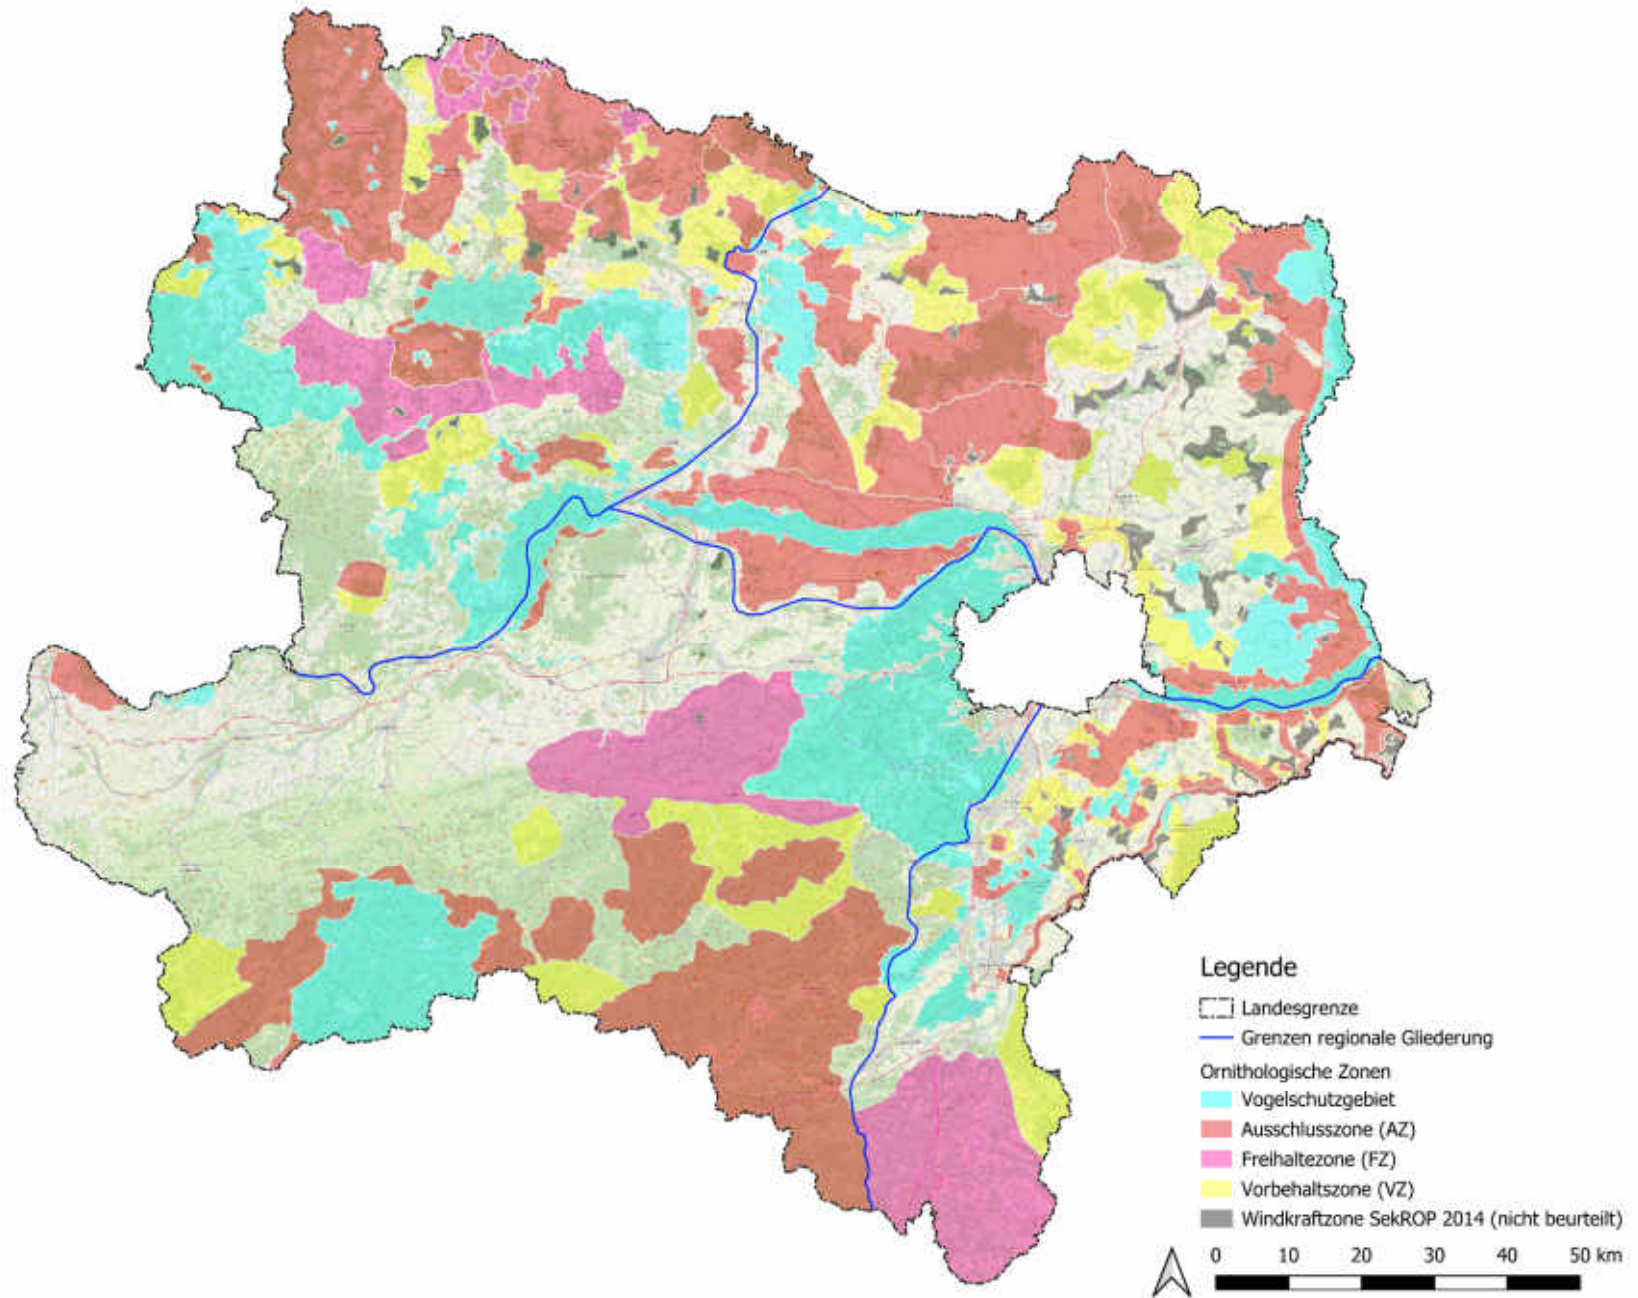 Legende
Landesgrenze
Grenzen regionale Gliederung
Ornithologische Zonen
Vogelschutzgebiet
Ausschlusszone (AZ)
Freihaltezone (FZ)
Vorbehaltszone (VZ)
Windkraftzone SekROP 2014 (nicht beurteilt)
0 10 20 30 40 50 km